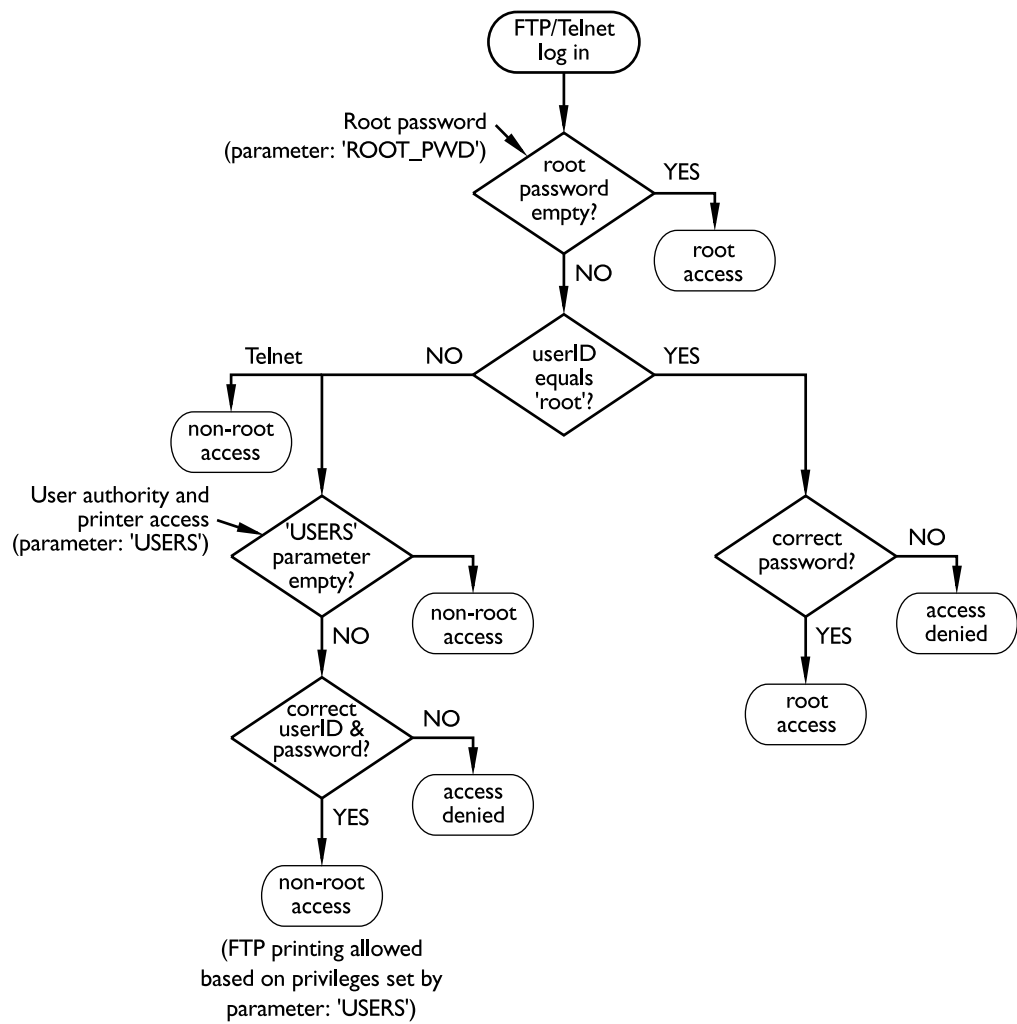 FTP/Telnet
log in
Root password
(parameter: 'ROOT_PWD')
root
password
empty?
YES
root
access
NO
userID
equals
'root'?
NO
YES
Telnet
non-root
access
User authority and
printer access
(parameter: 'USERS')
'USERS'
parameter
empty?
non-root
access
NO
correct
password?
NO
access
denied
YES
root
access
correct
userID &
password?
NO
access
denied
YES
non-root
access
(FTP printing allowed
based on privileges set by
parameter: 'USERS')